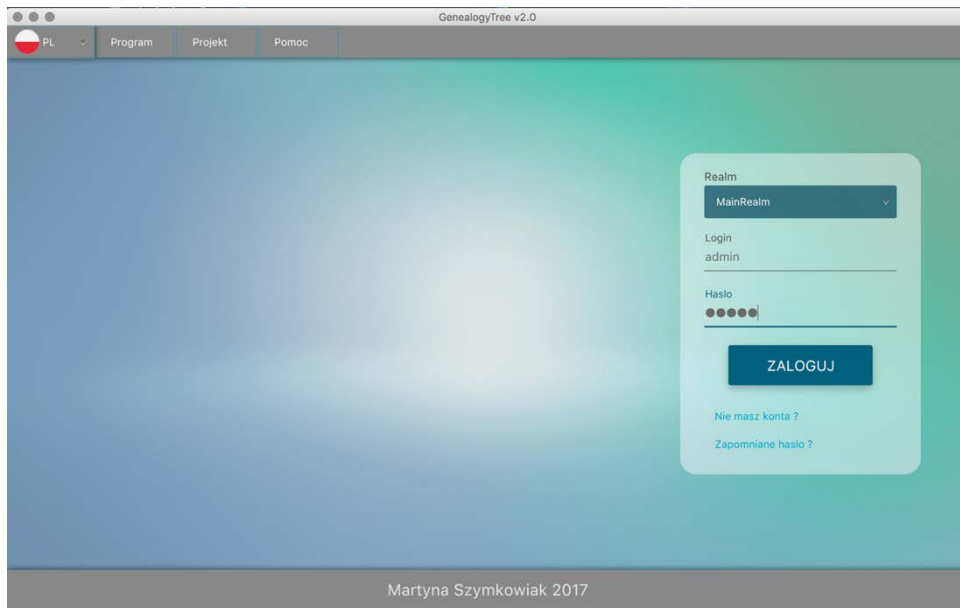 GenealogyTree v2.0
PL Program Projekt Pomoc
Realm
MainRealm
Login
admin
Haslo
●●●●●
ZALOGUJ
Nie masz konta ?
Zapomniane haslo ?
Martyna Szymkowiak 2017